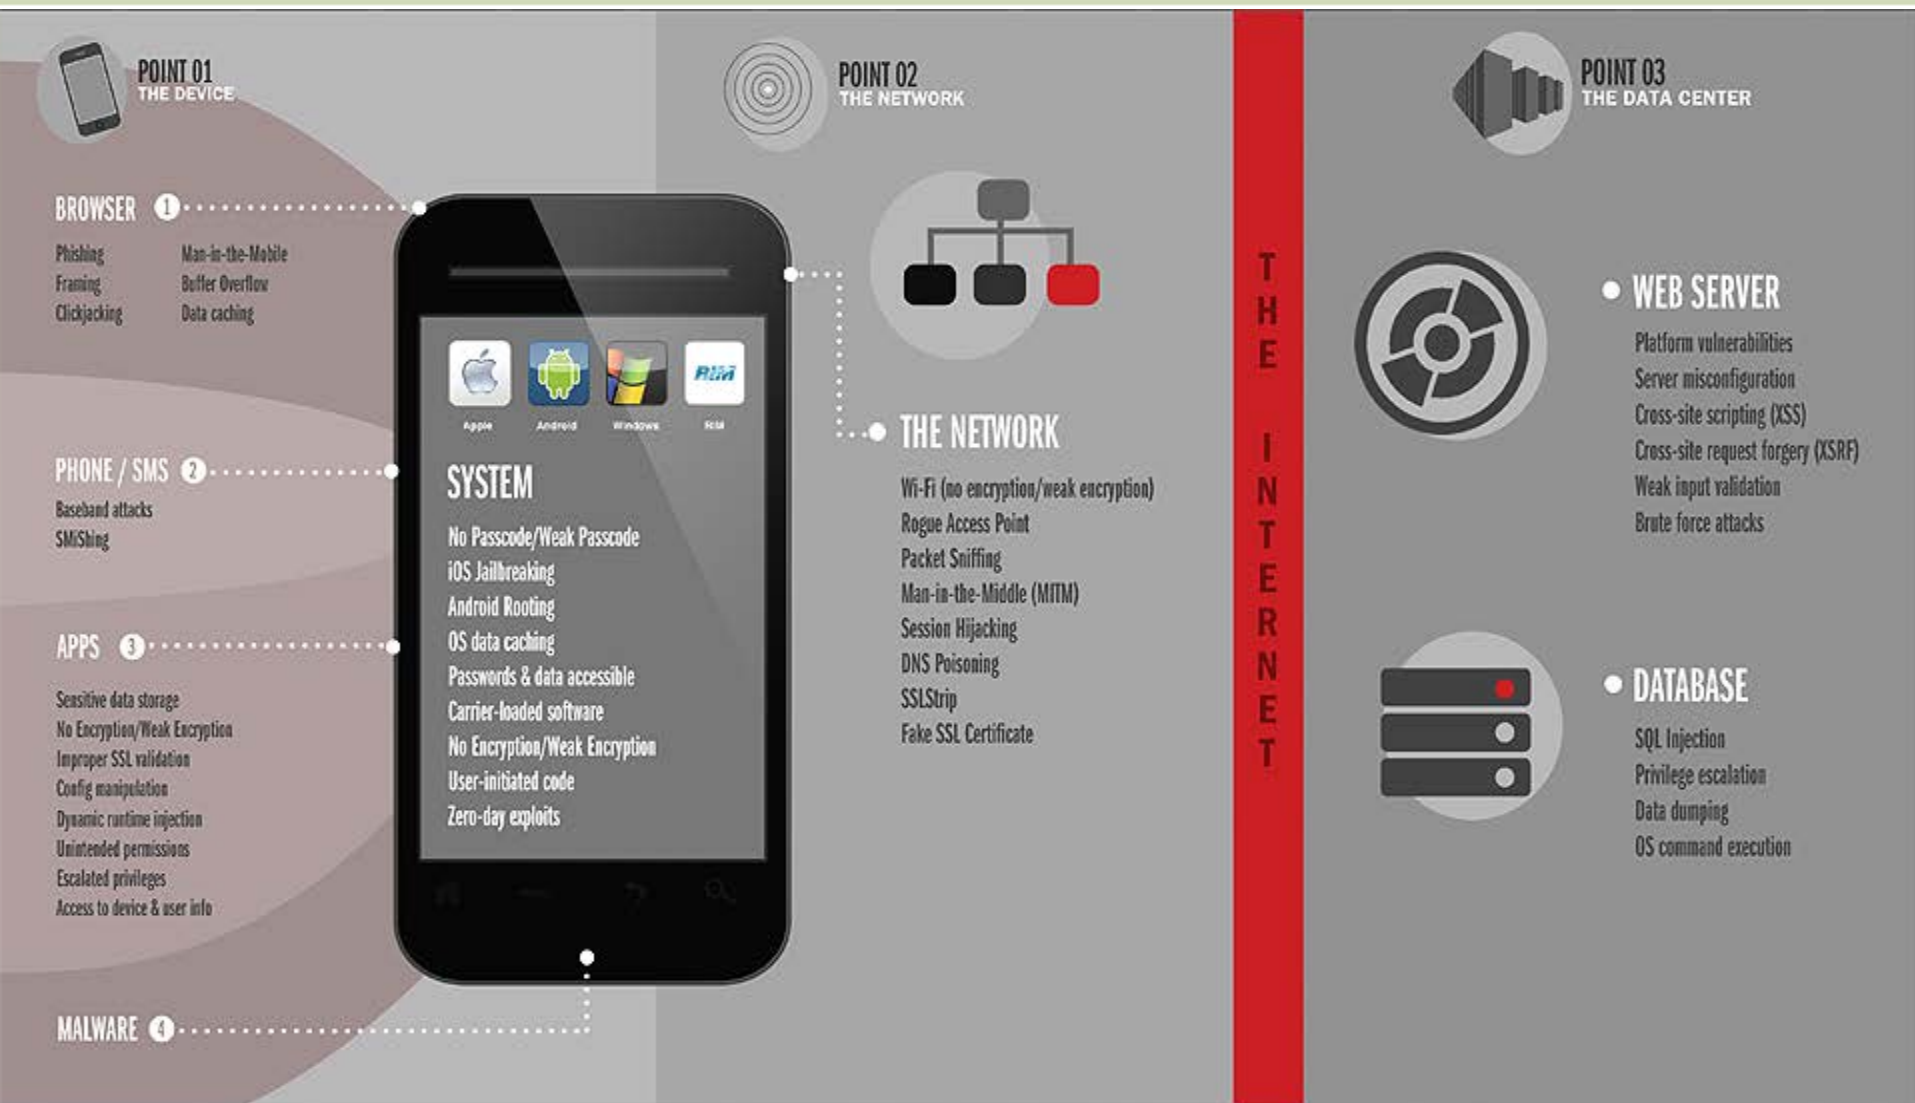 POINT 01
THE DEVICE
BROWSER 1
Phishing
Framing
Clickjacking
Man-in-the-Mobile
Buffer Overflow
Data caching
PHONE / SMS 2
Baseband attacks
SMiShing
APPS 3
Sensitive data storage
No Encryption/Weak Encryption
Improper SSL validation
Config manipulation
Dynamic runtime injection
Unintended permissions
Escalated privileges
Access to device & user info
MALWARE 4
RIM
Apple
Android
Windows
RIM
SYSTEM
No Passcode/Weak Passcode
iOS Jailbreaking
Android Rooting
OS data caching
Passwords & data accessible
Carrier-loaded software
No Encryption/Weak Encryption
User-initiated code
Zero-day exploits
POINT 02
THE NETWORK
THE NETWORK
Wi-Fi (no encryption/weak encryption)
Rogue Access Point
Packet Sniffing
Man-in-the-Middle (MITM)
Session Hijacking
DNS Poisoning
SSLStrip
Fake SSL Certificate
THE INTERNET
POINT 03
THE DATA CENTER
WEB SERVER
Platform vulnerabilities
Server misconfiguration
Cross-site scripting (XSS)
Cross-site request forgery (XSRF)
Weak input validation
Brute force attacks
DATABASE
SQL Injection
Privilege escalation
Data dumping
OS command execution